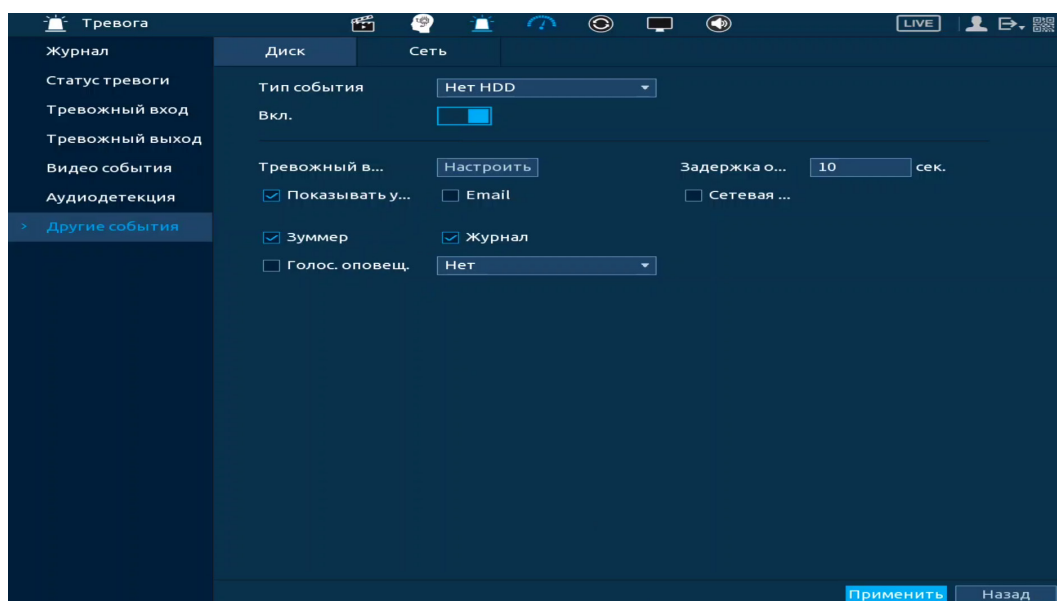 Тревога LIVE
Журнал
Статус тревоги
Тревожный вход
Тревожный выход
Видео события
Аудиодетекция
> Другие события
Диск Сеть
Тип события Нет HDD
Вкл.
Тревожный в... Настроить Задержка о... 10 сек.
Показывать у... Email Сетевая ...
Зуммер Журнал
Голос. оповещ. Нет
Применить Назад